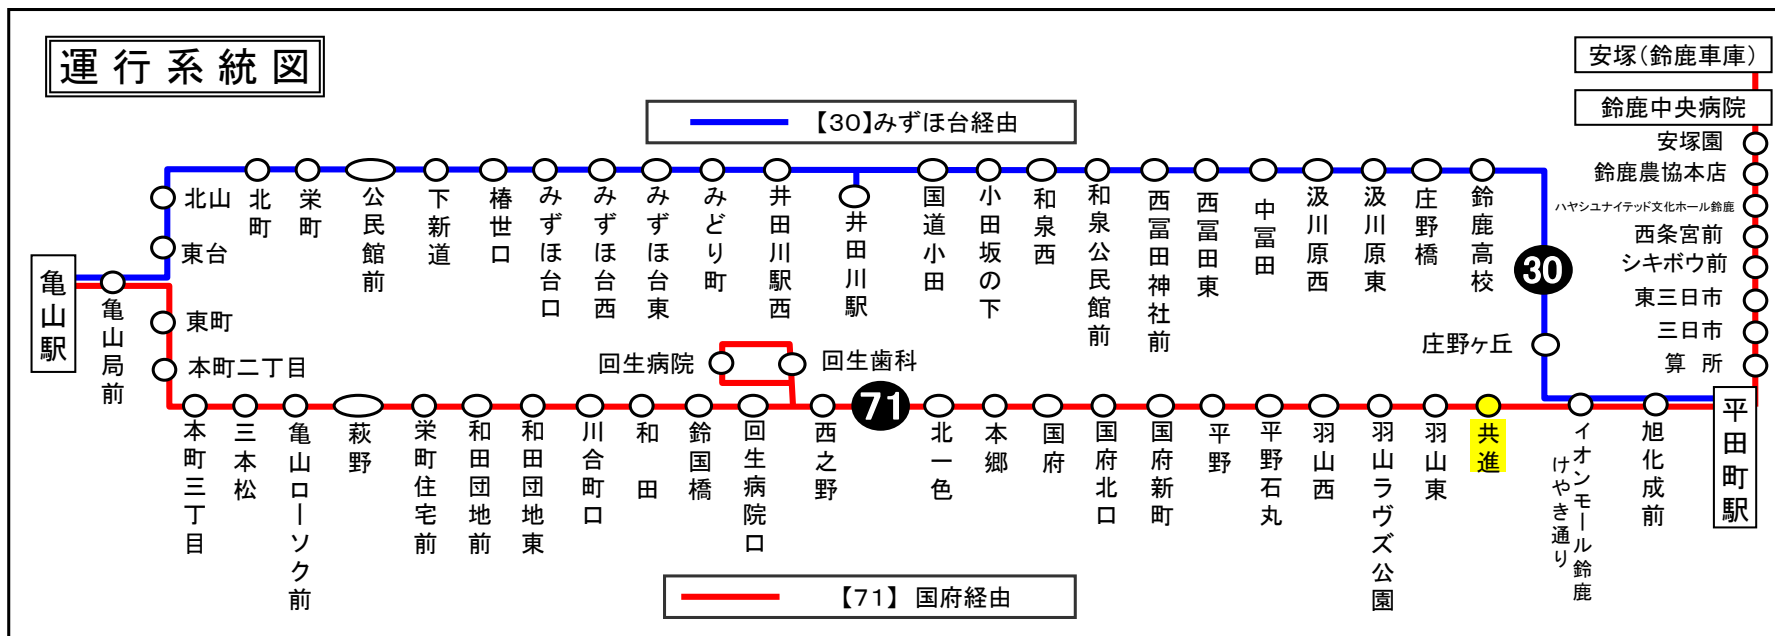 運行系統図
安塚（鈴鹿車庫）
鈴鹿中央病院
安塚園
鈴鹿農協本店
ハヤシユナイテッド文化ホール鈴鹿
西条宮前
シキボウ前
東三日市
三日市
算所
平田町駅
【30】みずほ台経由
亀山駅
亀山局前
東台
北山
北町
栄町
公民館前
下新道
椿世口
みずほ台口
みずほ台西
みずほ台東
みどり町
井田川駅西
井田川駅
国道小田
小田坂の下
和泉西
和泉公民館前
西冨田神社前
西冨田東
中冨田
汲川原西
汲川原東
庄野橋
鈴鹿高校
30
庄野ヶ丘
東町
本町二丁目
本町三丁目
三本松
亀山ローソク前
萩野
栄町住宅前
和田団地前
和田団地東
川合町口
和田
鈴国橋
回生病院口
回生病院
回生歯科
西之野
71
北一色
本郷
国府
国府北口
国府新町
平野
平野石丸
羽山西
羽山ラヴズ公園
羽山東
共進
イオンモール鈴鹿
けやき通り
旭化成前
【71】 国府経由